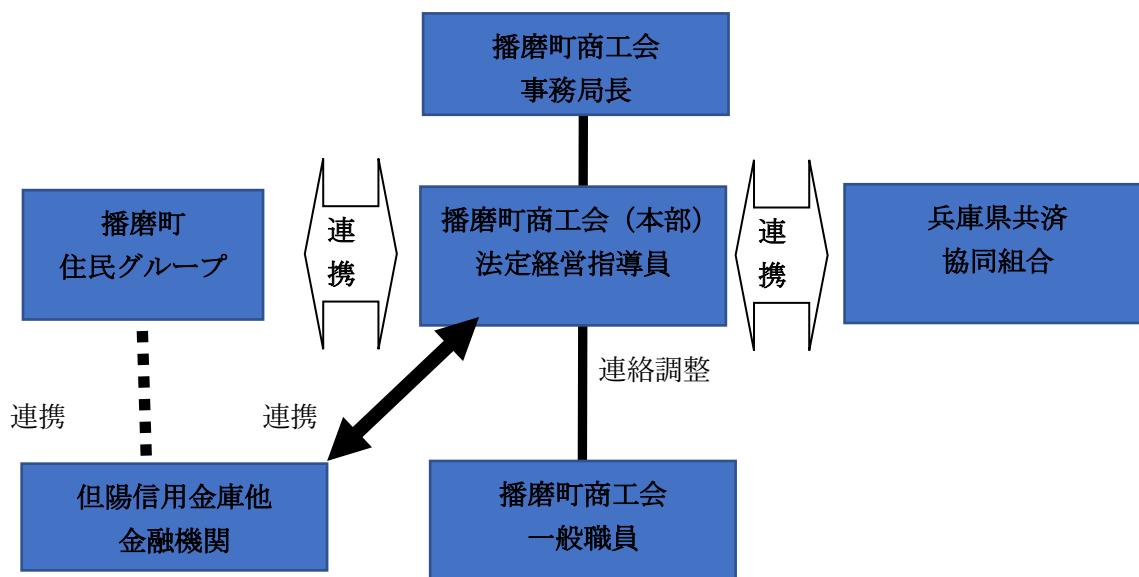 播磨町商工会
事務局長
播磨町
住民グループ
連
携
播磨町商工会（本部）
法定経営指導員
連
携
兵庫県共済
協同組合
連携
連携
連絡調整
但陽信用金庫他
金融機関
播磨町商工会
一般職員